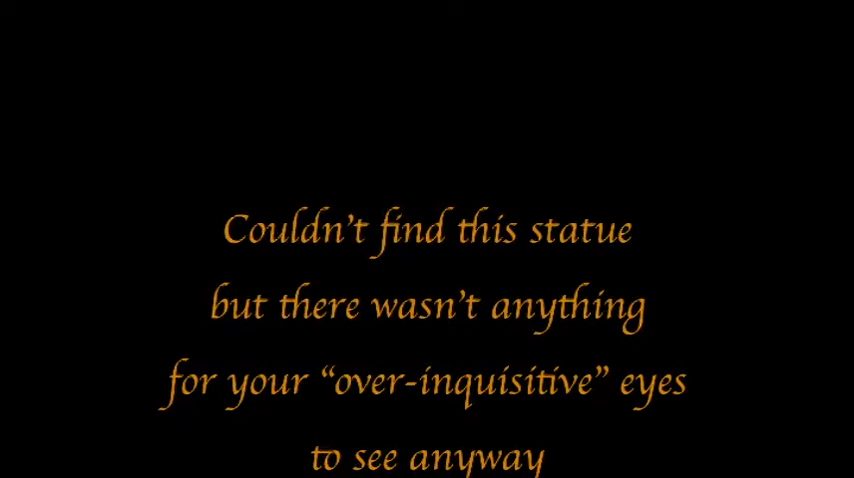 Couldn't find this statue
but there wasn't anything
for your “over-inquisitive” eyes
to see anyway